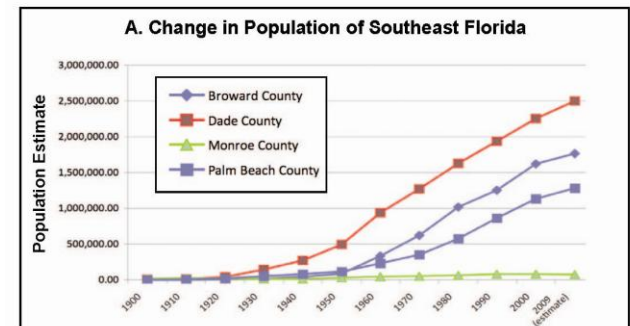 A. Change in Population of Southeast Florida
Population Estimate
3,000,000.00
2,500,000.00
2,000,000.00
1,500,000.00
1,000,000.00
500,000.00
0.00
Broward County
Dade County
Monroe County
Palm Beach County
1900
1910
1920
1930
1940
1950
1960
1970
1980
1990
2000
2009
(estimate)